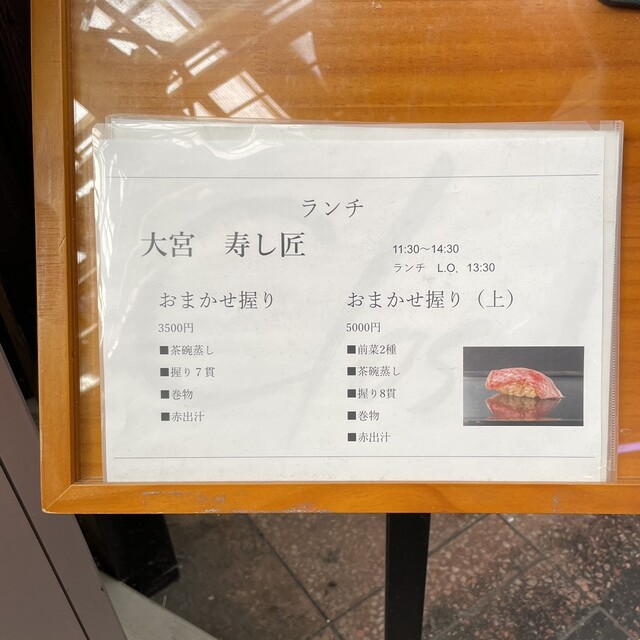 ランチ
大宮　寿し匠
11:30〜14:30
ランチ　L.O. 13:30
おまかせ握り
3500円
■茶碗蒸し
■握り７貫
■巻物
■赤出汁
おまかせ握り（上）
5000円
■前菜2種
■茶碗蒸し
■握り8貫
■巻物
■赤出汁